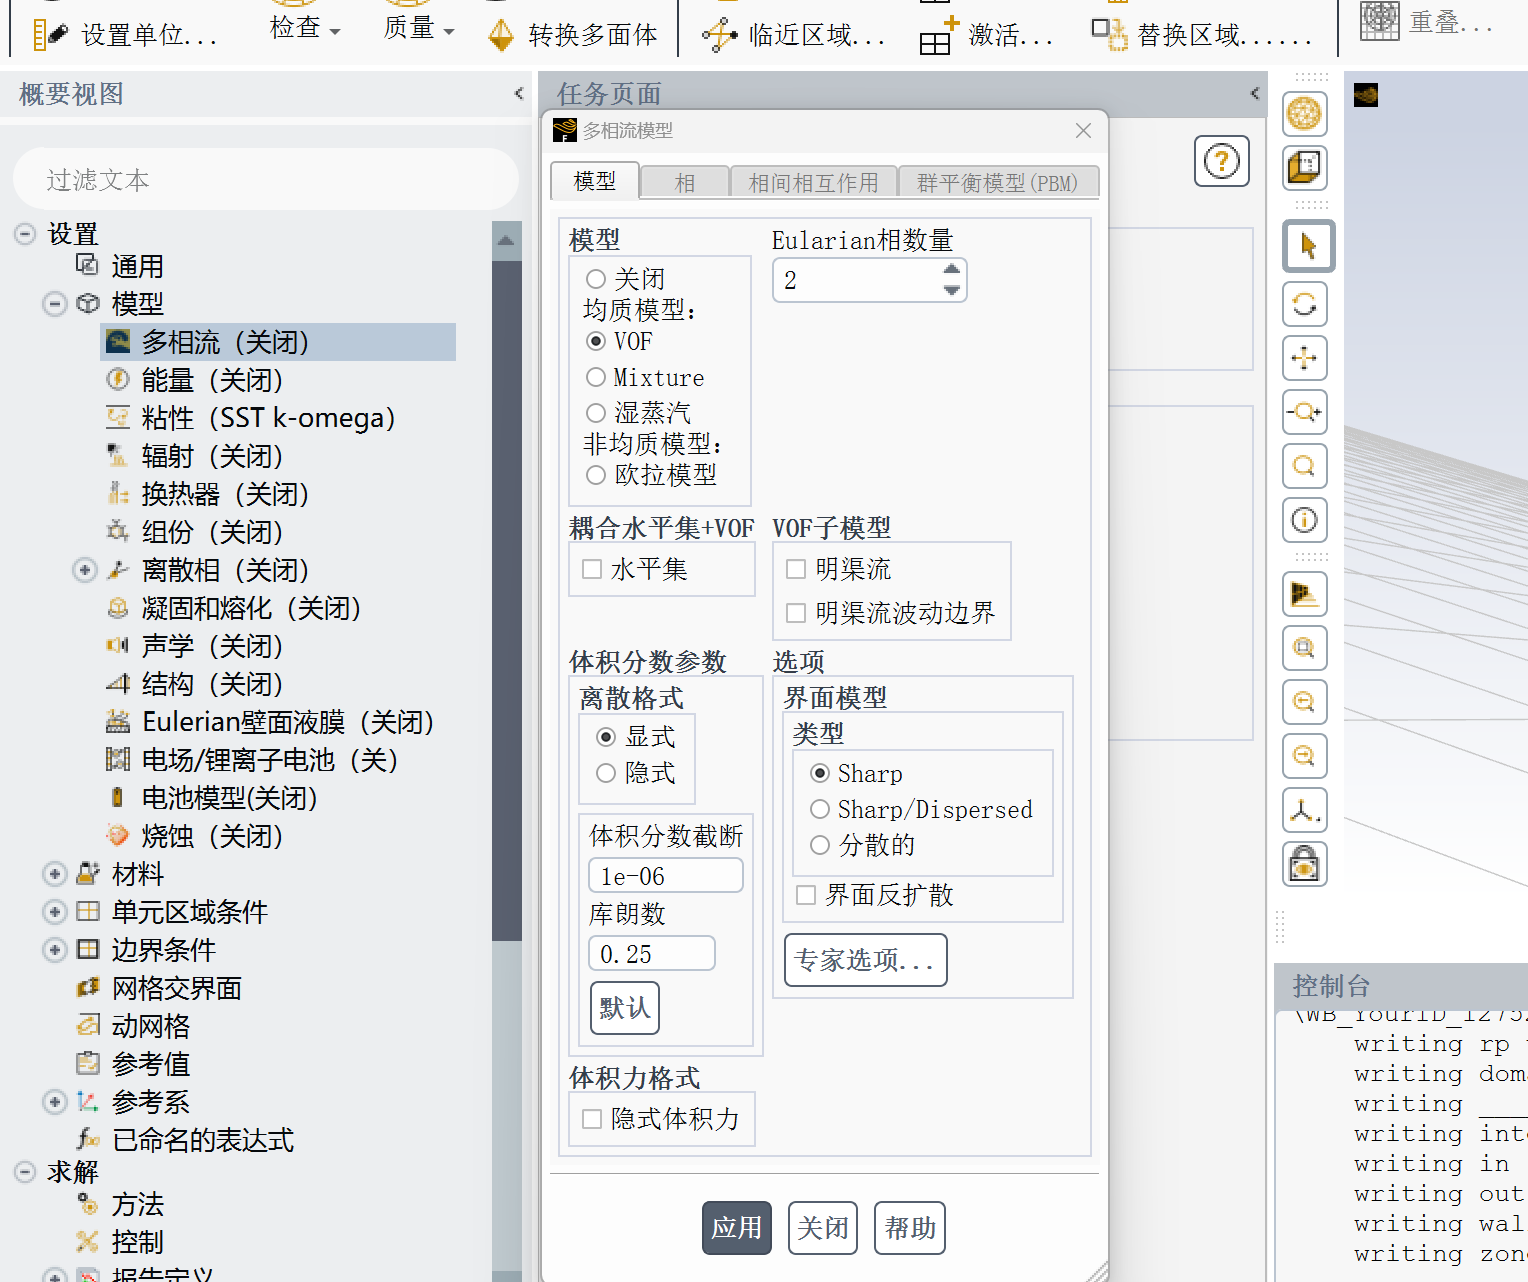 设置单位...
检查
质量
转换多面体
临近区域...
激活...
替换区域......
重叠...
概要视图
任务页面
过滤文本
设置
通用
模型
多相流（关闭）
能量（关闭）
粘性（SST k-omega）
辐射（关闭）
换热器（关闭）
组份（关闭）
离散相（关闭）
凝固和熔化（关闭）
声学（关闭）
结构（关闭）
Eulerian壁面液膜（关闭）
电场/锂离子电池（关）
电池模型(关闭)
烧蚀（关闭）
材料
单元区域条件
边界条件
网格交界面
动网格
参考值
参考系
已命名的表达式
求解
方法
控制
报告定义
多相流模型
模型 相 相间相互作用 群平衡模型(PBM)
模型
关闭
均质模型:
VOF
Mixture
湿蒸汽
非均质模型:
欧拉模型
Eularian相数量
2
耦合水平集+VOF
水平集
VOF子模型
明渠流
明渠流波动边界
体积分数参数
离散格式
显式
隐式
体积分数截断
1e-06
库朗数
0.25
默认
选项
界面模型
类型
Sharp
Sharp/Dispersed
分散的
界面反扩散
专家选项...
体积力格式
隐式体积力
应用 关闭 帮助
控制台
\WB_YourID_1275
writing rp
writing dom
writing ___
writing int
writing in
writing out
writing wal
writing zon